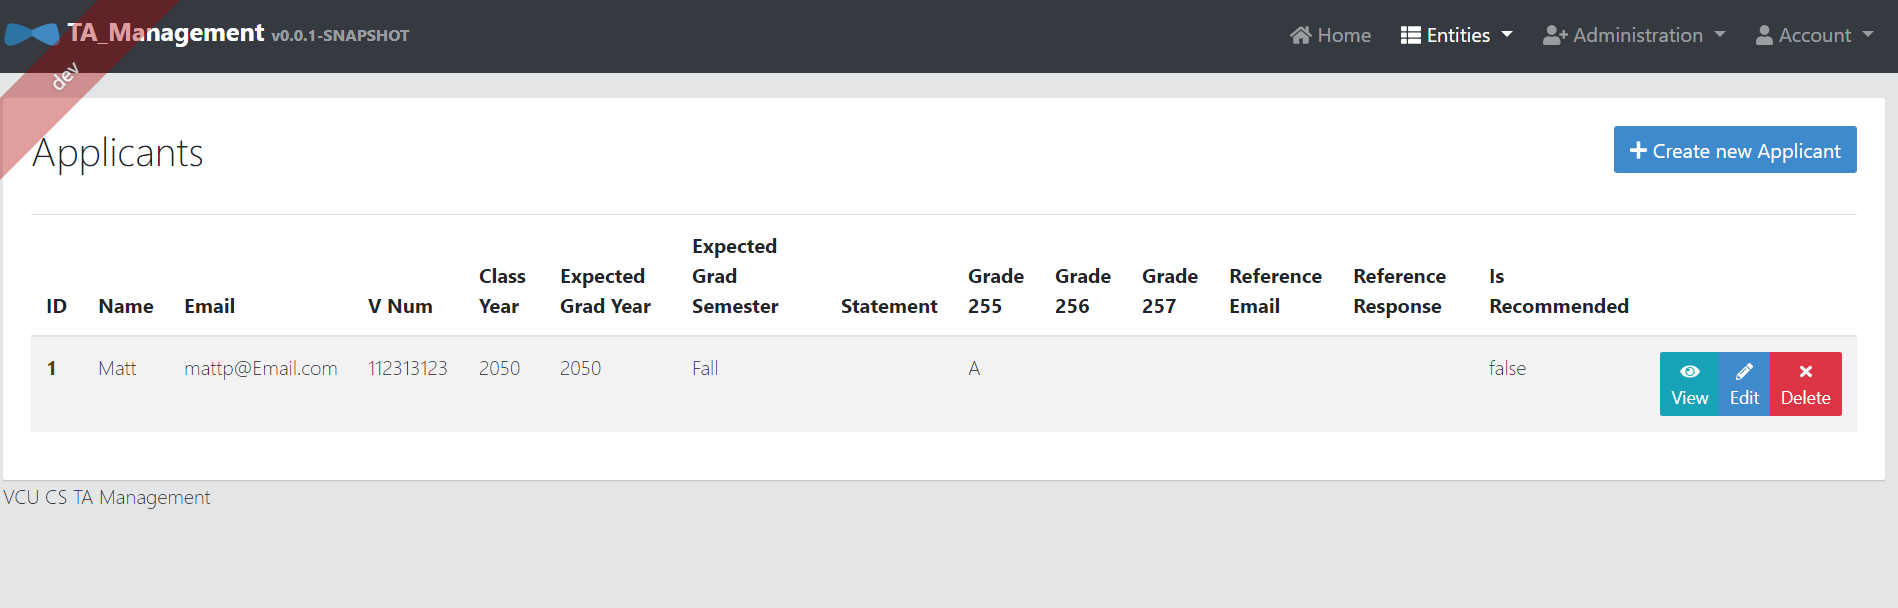 TA_Management v0.0.1-SNAPSHOT
Home Entities Administration Account
dev
Applicants
Create new Applicant
ID Name Email V Num Class Year Expected Grad Year Expected Grad Semester Statement Grade 255 Grade 256 Grade 257 Reference Email Reference Response Is Recommended
1 Matt mattp@Email.com 112313123 2050 2050 Fall A false
View Edit Delete
VCU CS TA Management